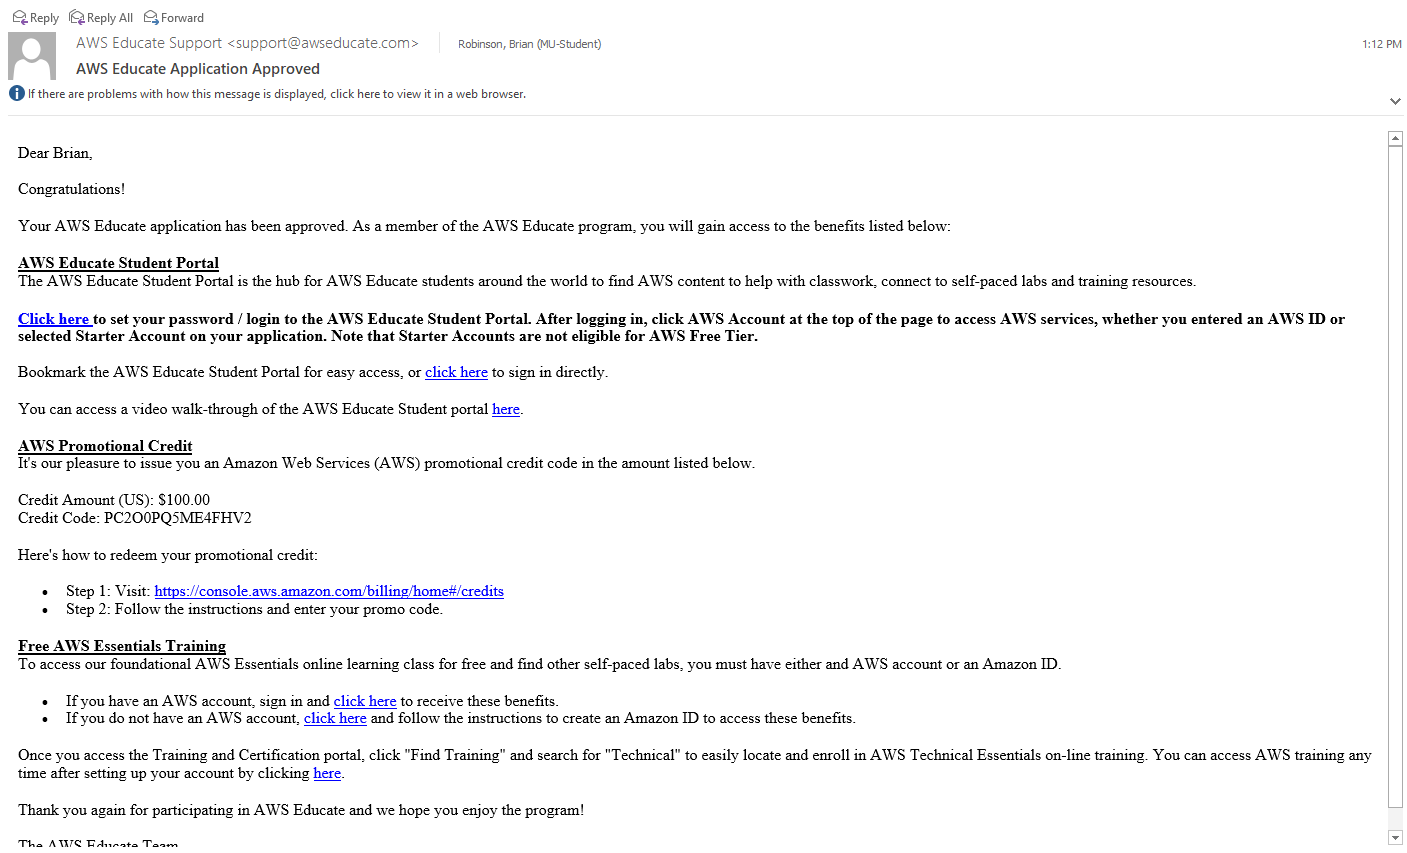 Reply Reply All Forward
AWS Educate Support <support@awseducate.com> Robinson, Brian (MU-Student) 1:12 PM
AWS Educate Application Approved
If there are problems with how this message is displayed, click here to view it in a web browser.
Dear Brian,
Congratulations!
Your AWS Educate application has been approved. As a member of the AWS Educate program, you will gain access to the benefits listed below:
AWS Educate Student Portal
The AWS Educate Student Portal is the hub for AWS Educate students around the world to find AWS content to help with classwork, connect to self-paced labs and training resources.
Click here to set your password / login to the AWS Educate Student Portal. After logging in, click AWS Account at the top of the page to access AWS services, whether you entered an AWS ID or
selected Starter Account on your application. Note that Starter Accounts are not eligible for AWS Free Tier.
Bookmark the AWS Educate Student Portal for easy access, or click here to sign in directly.
You can access a video walk-through of the AWS Educate Student portal here.
AWS Promotional Credit
It's our pleasure to issue you an Amazon Web Services (AWS) promotional credit code in the amount listed below.
Credit Amount (US): $100.00
Credit Code: PC2O0PQ5ME4FHV2
Here's how to redeem your promotional credit:
• Step 1: Visit: https://console.aws.amazon.com/billing/home#/credits
• Step 2: Follow the instructions and enter your promo code.
Free AWS Essentials Training
To access our foundational AWS Essentials online learning class for free and find other self-paced labs, you must have either and AWS account or an Amazon ID.
• If you have an AWS account, sign in and click here to receive these benefits.
• If you do not have an AWS account, click here and follow the instructions to create an Amazon ID to access these benefits.
Once you access the Training and Certification portal, click "Find Training" and search for "Technical" to easily locate and enroll in AWS Technical Essentials on-line training. You can access AWS training any
time after setting up your account by clicking here.
Thank you again for participating in AWS Educate and we hope you enjoy the program!
The AWS Educate Team